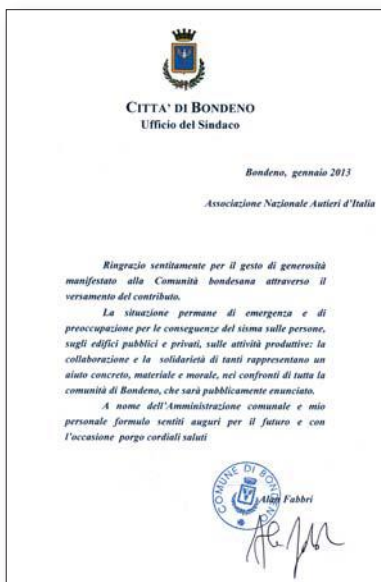 CITTA' DI BONDENO
Ufficio del Sindaco
Bondeno, gennaio 2013
Associazione Nazionale Autieri d'Italia
Ringrazio sentitamente per il gesto di generosità
manifestato alla Comunità bondesana attraverso il
versamento del contributo.
La situazione permane di emergenza e di
preoccupazione per le conseguenze del sisma sulle persone,
sugli edifici pubblici e privati, sulle attività produttive: la
collaborazione e la solidarietà di tanti rappresentano un
aiuto concreto, materiale e morale, nei confronti di tutta la
comunità di Bondeno, che sarà pubblicamente enunciato.
A nome dell'Amministrazione comunale e mio
personale formulo sentiti auguri per il futuro e con
l'occasione porgo cordiali saluti
COMUNE DI BONDENO
Alan Fabbri